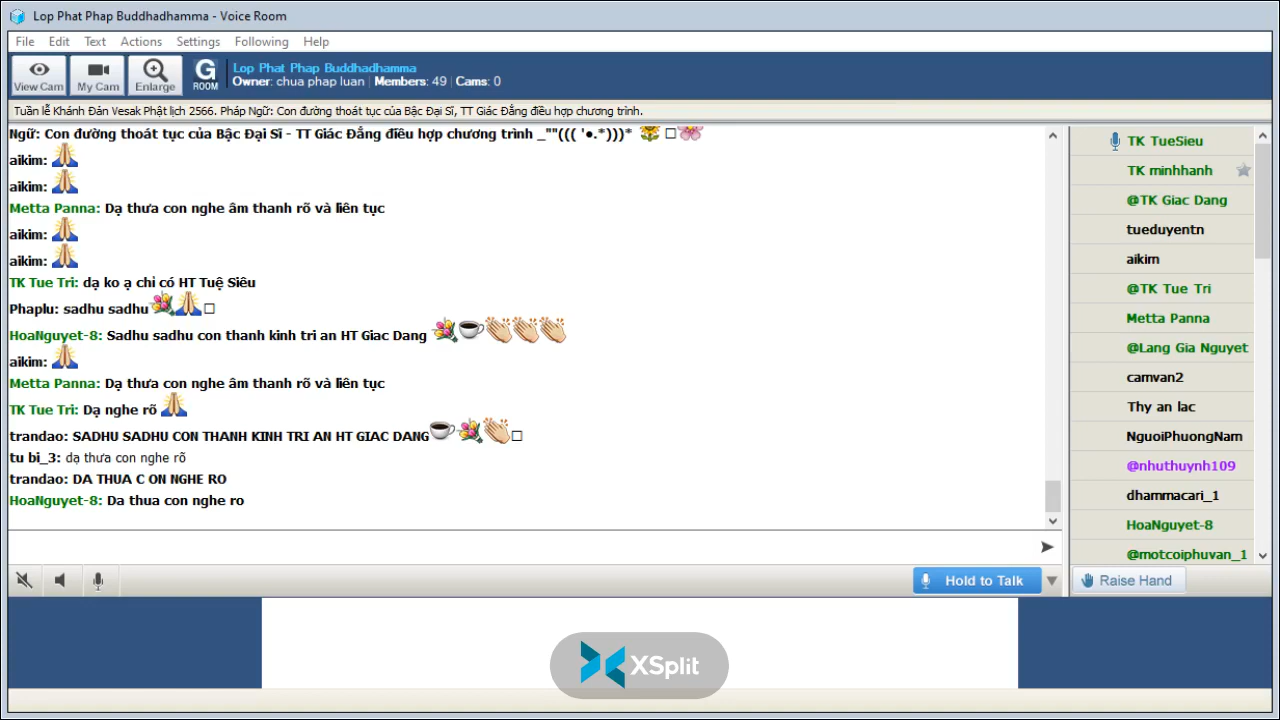 Lop Phat Phap Buddhadhamma - Voice Room
File Edit Text Actions Settings Following Help
View Cam My Cam Enlarge G ROOM
Lop Phat Phap Buddhadhamma
Owner: chua phap luan | Members: 49 | Cams: 0
Tuần lễ Khánh Đản Vesak Phật lịch 2566. Pháp Ngữ: Con đường thoát tục của Bậc Đại Sĩ, TT Giác Đẳng điều hợp chương trình.
Ngữ: Con đường thoát tục của Bậc Đại Sĩ - TT Giác Đẳng điều hợp chương trình _""((( '●.*)))*
aikim:
aikim:
Metta Panna: Dạ thưa con nghe âm thanh rõ và liên tục
aikim:
aikim:
TK Tue Tri: dạ ko ạ chỉ có HT Tuệ Siêu
Phaplu: sadhu sadhu
HoaNguyet-8: Sadhu sadhu con thanh kinh tri an HT Giac Dang
aikim:
Metta Panna: Dạ thưa con nghe âm thanh rõ và liên tục
TK Tue Tri: Dạ nghe rõ
trandao: SADHU SADHU CON THANH KINH TRI AN HT GIAC DANG
tu bi_3: dạ thưa con nghe rõ
trandao: DA THUA C ON NGHE RO
HoaNguyet-8: Da thua con nghe ro
TK TueSieu
TK minhhanh
@TK Giac Dang
tueduyentn
aikim
@TK Tue Tri
Metta Panna
@Lang Gia Nguyet
camvan2
Thy an lac
NguoiPhuongNam
@nhuthuynh109
dhammacari_1
HoaNguyet-8
@motcoiphuvan_1
Hold to Talk
Raise Hand
XSplit